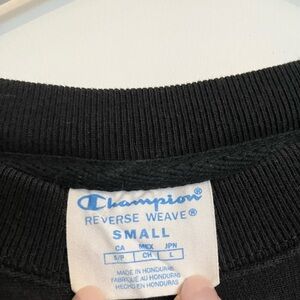 Champion®
REVERSE WEAVE®
SMALL
CA MEX JPN
S/P CH L
MADE IN HONDURAS
FABRIQUÉ AU HONDURAS
HECHO EN HONDURAS